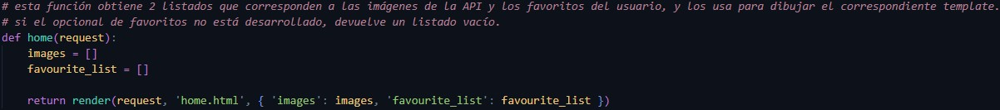 # esta función obtiene 2 listados que corresponden a las imágenes de la API y los favoritos del usuario, y los usa para dibujar el correspondiente template.
# si el opcional de favoritos no está desarrollado, devuelve un listado vacío.
def home(request):
    images = []
    favourite_list = []

    return render(request, 'home.html', { 'images': images, 'favourite_list': favourite_list })